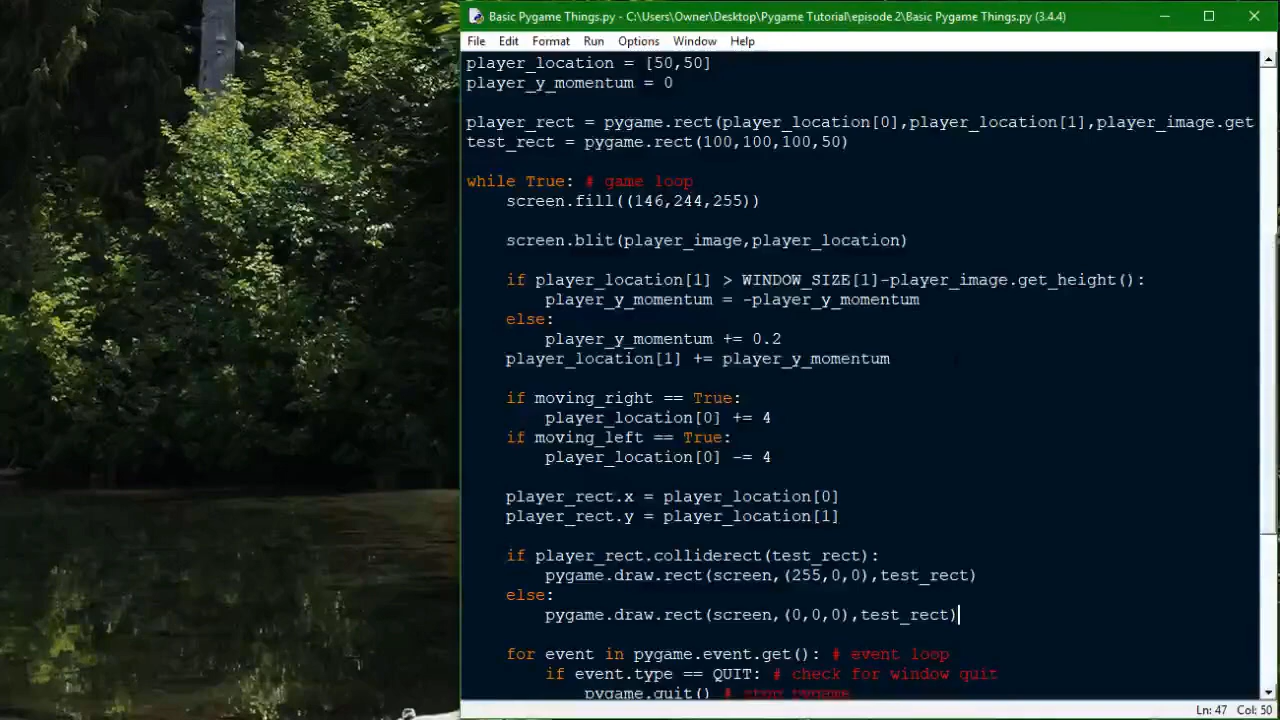 Basic Pygame Things.py - C:\Users\Owner\Desktop\Pygame Tutorial\episode 2\Basic Pygame Things.py (3.4.4)
File Edit Format Run Options Window Help
player_location = [50,50]
player_y_momentum = 0
player_rect = pygame.rect(player_location[0],player_location[1],player_image.get
test_rect = pygame.rect(100,100,100,50)
while True: # game loop
screen.fill((146,244,255))
screen.blit(player_image,player_location)
if player_location[1] > WINDOW_SIZE[1]-player_image.get_height():
player_y_momentum = -player_y_momentum
else:
player_y_momentum += 0.2
player_location[1] += player_y_momentum
if moving_right == True:
player_location[0] += 4
if moving_left == True:
player_location[0] -= 4
player_rect.x = player_location[0]
player_rect.y = player_location[1]
if player_rect.colliderect(test_rect):
pygame.draw.rect(screen,(255,0,0),test_rect)
else:
pygame.draw.rect(screen,(0,0,0),test_rect)
for event in pygame.event.get(): # event loop
if event.type == QUIT: # check for window quit
pygame.quit() # stop pygame
Ln: 47 Col: 50